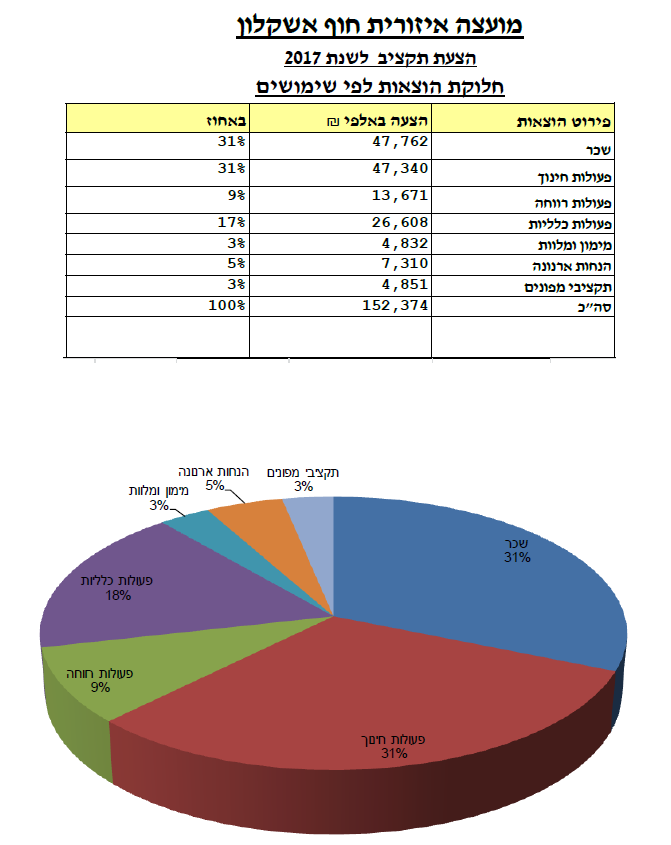 מועצה איזורית חוף אשקלון
הצעת תקציב לשנת 2017
חלוקת הוצאות לפי שימושים
פירוט הוצאות הצעה באלפי ₪ באחוז
שכר 47,762 31%
פעולות חינוך 47,340 31%
פעולות רווחה 13,671 9%
פעולות כלליות 26,608 17%
מימון ומלוות 4,832 3%
הנחות ארנונה 7,310 5%
תקציבי מפונים 4,851 3%
סה"כ 152,374 100%
תקציבי מפונים
3%
הנחות ארנונה
5%
מימון ומלוות
3%
שכר
31%
פעולות כלליות
18%
פעולות רווחה
9%
פעולות חינוך
31%